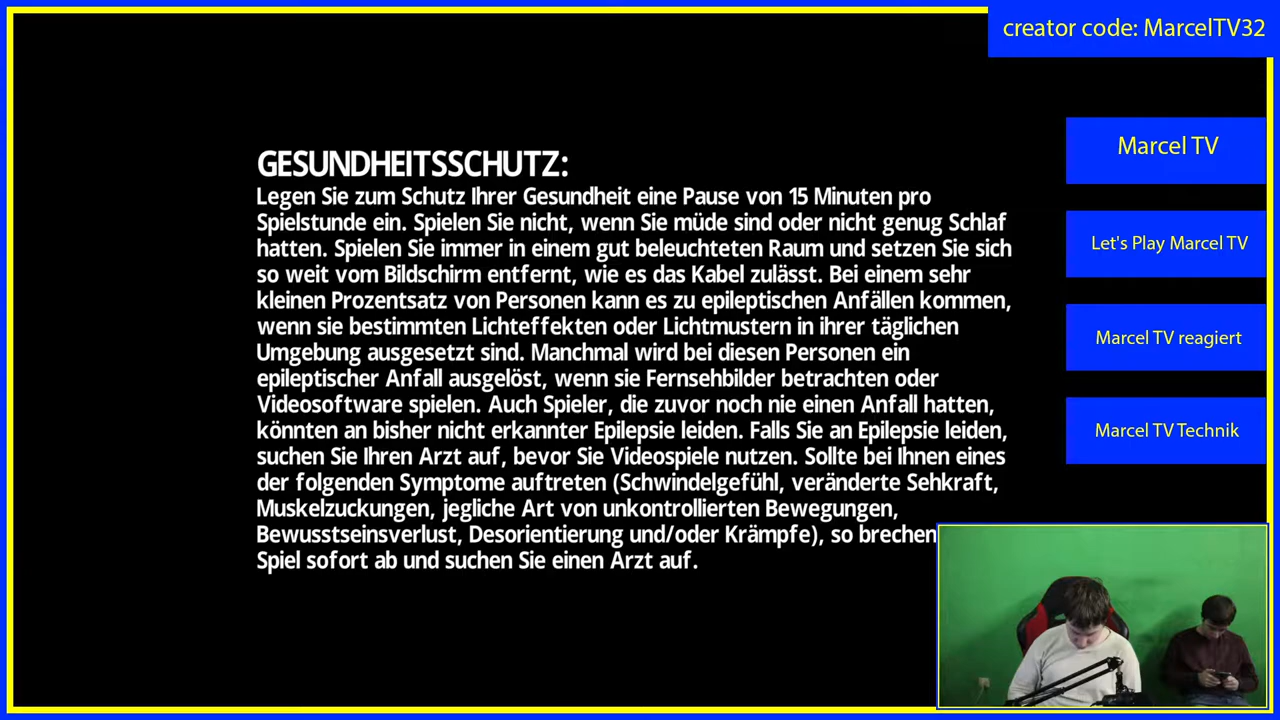 creator code: MarcelTV32
Marcel TV
Let's Play Marcel TV
Marcel TV reagiert
Marcel TV Technik
GESUNDHEITSSCHUTZ:
Legen Sie zum Schutz Ihrer Gesundheit eine Pause von 15 Minuten pro
Spielstunde ein. Spielen Sie nicht, wenn Sie müde sind oder nicht genug Schlaf
hatten. Spielen Sie immer in einem gut beleuchteten Raum und setzen Sie sich
so weit vom Bildschirm entfernt, wie es das Kabel zulässt. Bei einem sehr
kleinen Prozentsatz von Personen kann es zu epileptischen Anfällen kommen,
wenn sie bestimmten Lichteffekten oder Lichtmustern in ihrer täglichen
Umgebung ausgesetzt sind. Manchmal wird bei diesen Personen ein
epileptischer Anfall ausgelöst, wenn sie Fernsehbilder betrachten oder
Videosoftware spielen. Auch Spieler, die zuvor noch nie einen Anfall hatten,
könnten an bisher nicht erkannter Epilepsie leiden. Falls Sie an Epilepsie leiden,
suchen Sie Ihren Arzt auf, bevor Sie Videospiele nutzen. Sollte bei Ihnen eines
der folgenden Symptome auftreten (Schwindelgefühl, veränderte Sehkraft,
Muskelzuckungen, jegliche Art von unkontrollierten Bewegungen,
Bewusstseinsverlust, Desorientierung und/oder Krämpfe), so brechen
Spiel sofort ab und suchen Sie einen Arzt auf.